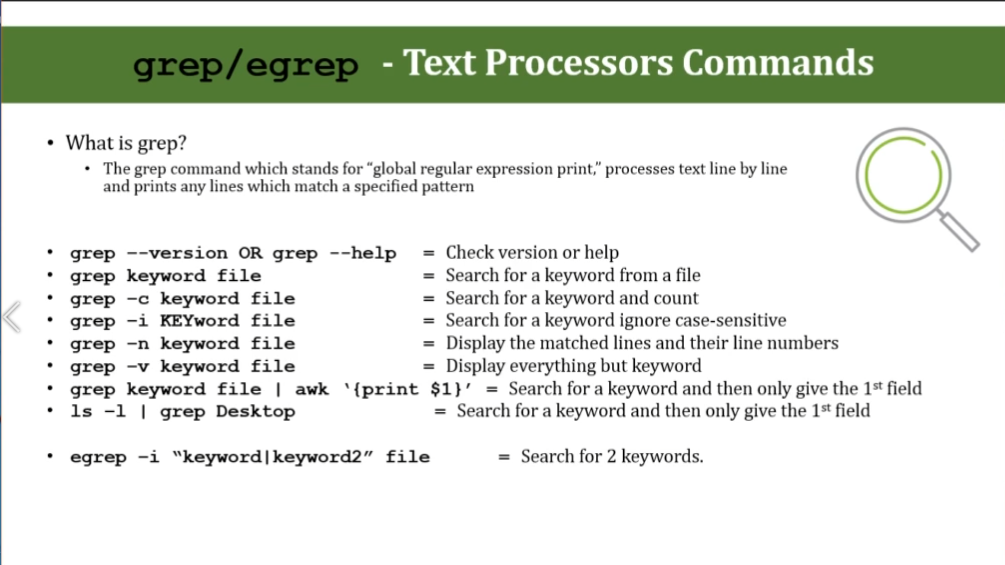 grep/egrep - Text Processors Commands
• What is grep?
• The grep command which stands for “global regular expression print,” processes text line by line
and prints any lines which match a specified pattern
• grep --version OR grep --help = Check version or help
• grep keyword file = Search for a keyword from a file
• grep –c keyword file = Search for a keyword and count
• grep –i KEYword file = Search for a keyword ignore case-sensitive
• grep –n keyword file = Display the matched lines and their line numbers
• grep –v keyword file = Display everything but keyword
• grep keyword file | awk ‘{print $1}’ = Search for a keyword and then only give the 1st field
• ls –l | grep Desktop = Search for a keyword and then only give the 1st field
• egrep –i “keyword|keyword2” file = Search for 2 keywords.